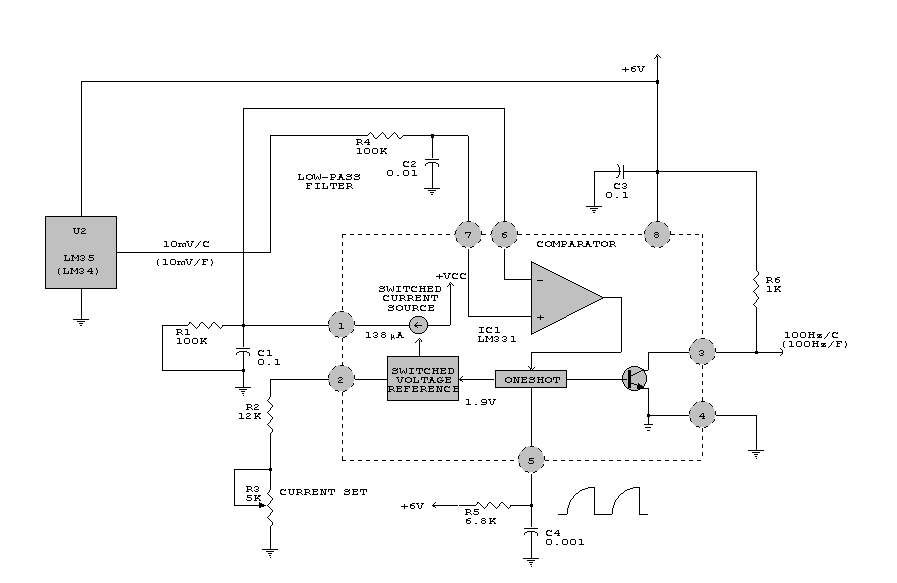 +6V
R4
100K
C2
0.01
LOW-PASS
FILTER
C3
0.1
U2
LM35
(LM34)
10mV/C
(10mV/F)
7
6
8
COMPARATOR
+VCC
SWITCHED
CURRENT
SOURCE
R6
1K
-
+
IC1
LM331
R1
100K
1
138µA
C1
0.1
100Hz/C
(100Hz/F)
3
2
SWITCHED
VOLTAGE
REFERENCE
ONESHOT
1.9V
R2
12K
4
5
R3
5K
CURRENT SET
+6V
R5
6.8K
C4
0.001